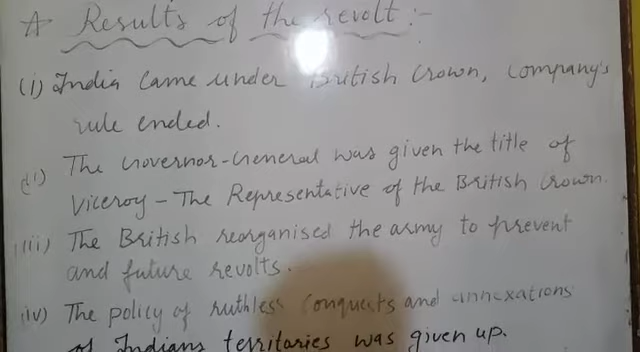 A Results of the revolt :-
(i) India Came under British Crown, Company's
rule ended.
(ii) The Governor-General was given the title of
Viceroy - The Representative of the British Crown.
(iii) The British reorganised the army to prevent
and future revolts.
(iv) The policy of ruthless Conquests and annexations
of Indians territaries was given up.